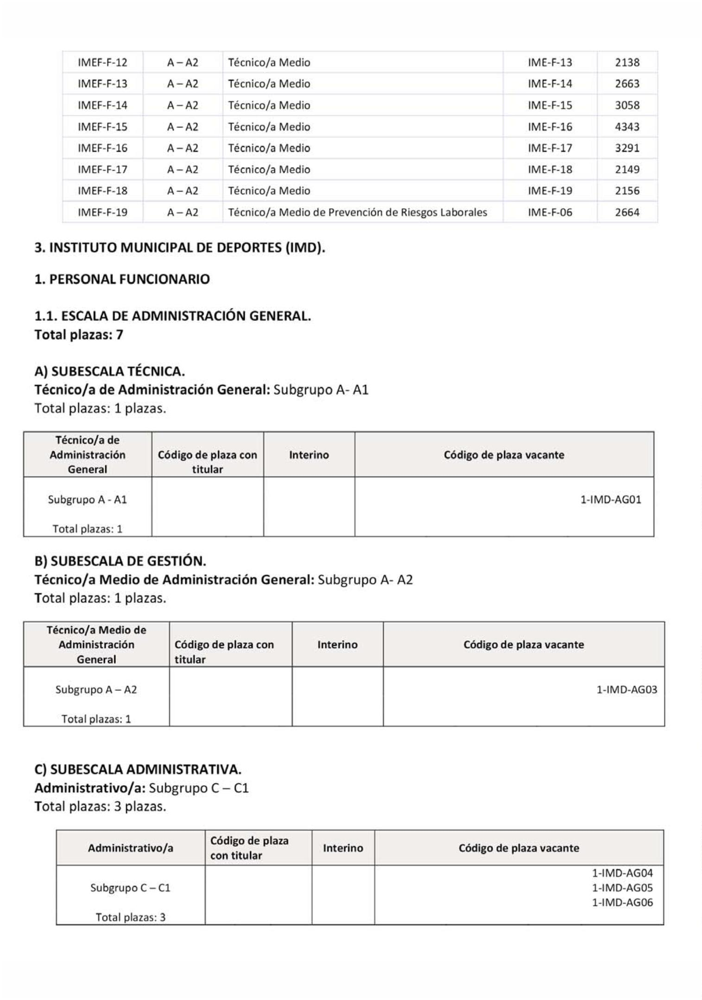 IMEF-F-12 A – A2 Técnico/a Medio IME-F-13 2138
IMEF-F-13 A – A2 Técnico/a Medio IME-F-14 2663
IMEF-F-14 A – A2 Técnico/a Medio IME-F-15 3058
IMEF-F-15 A – A2 Técnico/a Medio IME-F-16 4343
IMEF-F-16 A – A2 Técnico/a Medio IME-F-17 3291
IMEF-F-17 A – A2 Técnico/a Medio IME-F-18 2149
IMEF-F-18 A – A2 Técnico/a Medio IME-F-19 2156
IMEF-F-19 A – A2 Técnico/a Medio de Prevención de Riesgos Laborales IME-F-06 2664
3. INSTITUTO MUNICIPAL DE DEPORTES (IMD).
1. PERSONAL FUNCIONARIO
1.1. ESCALA DE ADMINISTRACIÓN GENERAL.
Total plazas: 7
A) SUBESCALA TÉCNICA.
Técnico/a de Administración General: Subgrupo A- A1
Total plazas: 1 plazas.
Técnico/a de
Administración
General
Código de plaza con
titular
Interino
Código de plaza vacante
Subgrupo A - A1
Total plazas: 1
1-IMD-AG01
B) SUBESCALA DE GESTIÓN.
Técnico/a Medio de Administración General: Subgrupo A- A2
Total plazas: 1 plazas.
Técnico/a Medio de
Administración
General
Código de plaza con
titular
Interino
Código de plaza vacante
Subgrupo A – A2
Total plazas: 1
1-IMD-AG03
C) SUBESCALA ADMINISTRATIVA.
Administrativo/a: Subgrupo C – C1
Total plazas: 3 plazas.
Administrativo/a
Código de plaza
con titular
Interino
Código de plaza vacante
Subgrupo C – C1
Total plazas: 3
1-IMD-AG04
1-IMD-AG05
1-IMD-AG06